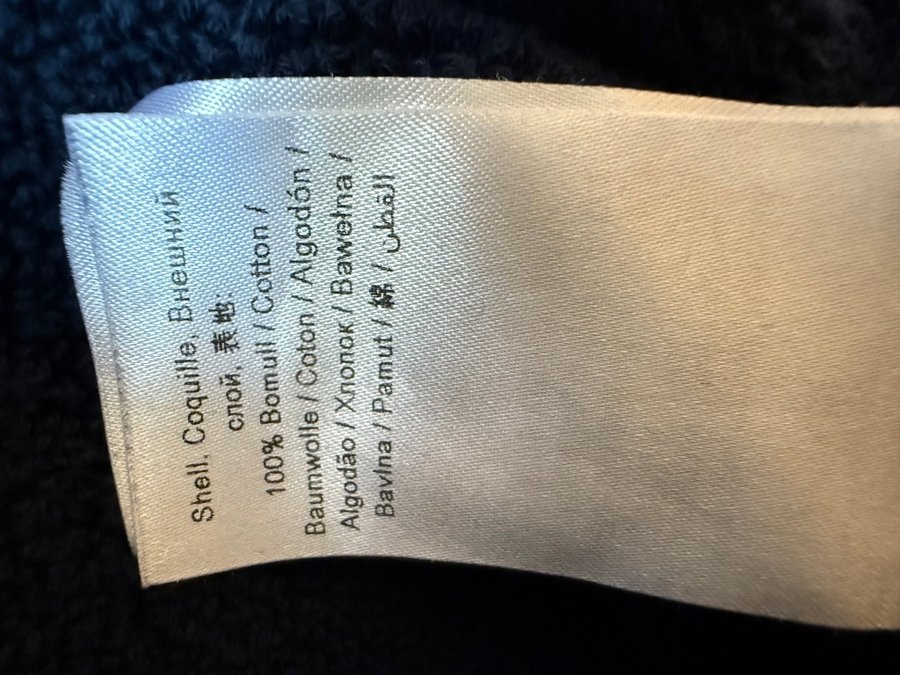 Shell, Coquille, Внешний
слой, 表地
100% Bomull / Cotton /
Baumwolle / Coton / Algodón /
Algodão / Хлопок / Bawełna /
Bavlna / Pamut / 綿 / القطن